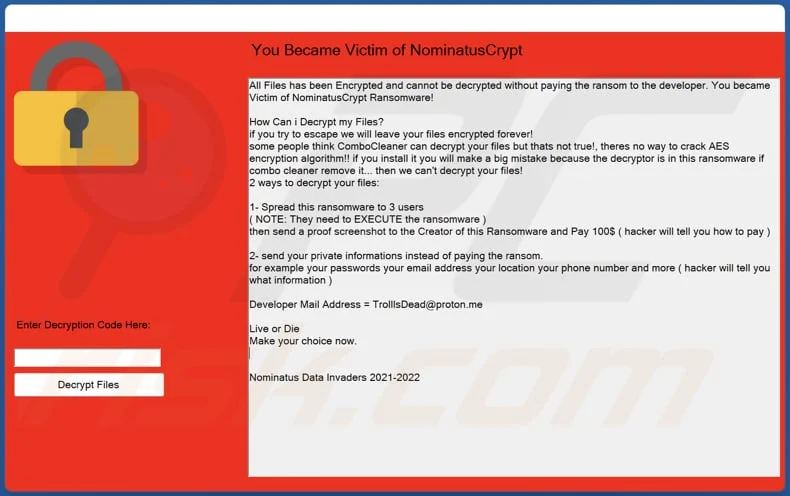 You Became Victim of NominatusCrypt
All Files has been Encrypted and cannot be decrypted without paying the ransom to the developer. You became
Victim of NominatusCrypt Ransomware!
How Can i Decrypt my Files?
if you try to escape we will leave your files encrypted forever!
some people think ComboCleaner can decrypt your files but thats not true!, theres no way to crack AES
encryption algorithm!! if you install it you will make a big mistake because the decryptor is in this ransomware if
combo cleaner remove it... then we can't decrypt your files!
2 ways to decrypt your files:
1- Spread this ransomware to 3 users
( NOTE: They need to EXECUTE the ransomware )
then send a proof screenshot to the Creator of this Ransomware and Pay 100$ ( hacker will tell you how to pay )
2- send your private informations instead of paying the ransom.
for example your passwords your email address your location your phone number and more ( hacker will tell you
what information )
Developer Mail Address = TrollIsDead@proton.me
Live or Die
Make your choice now.
Nominatus Data Invaders 2021-2022
Enter Decryption Code Here:
Decrypt Files
PC
risk.com